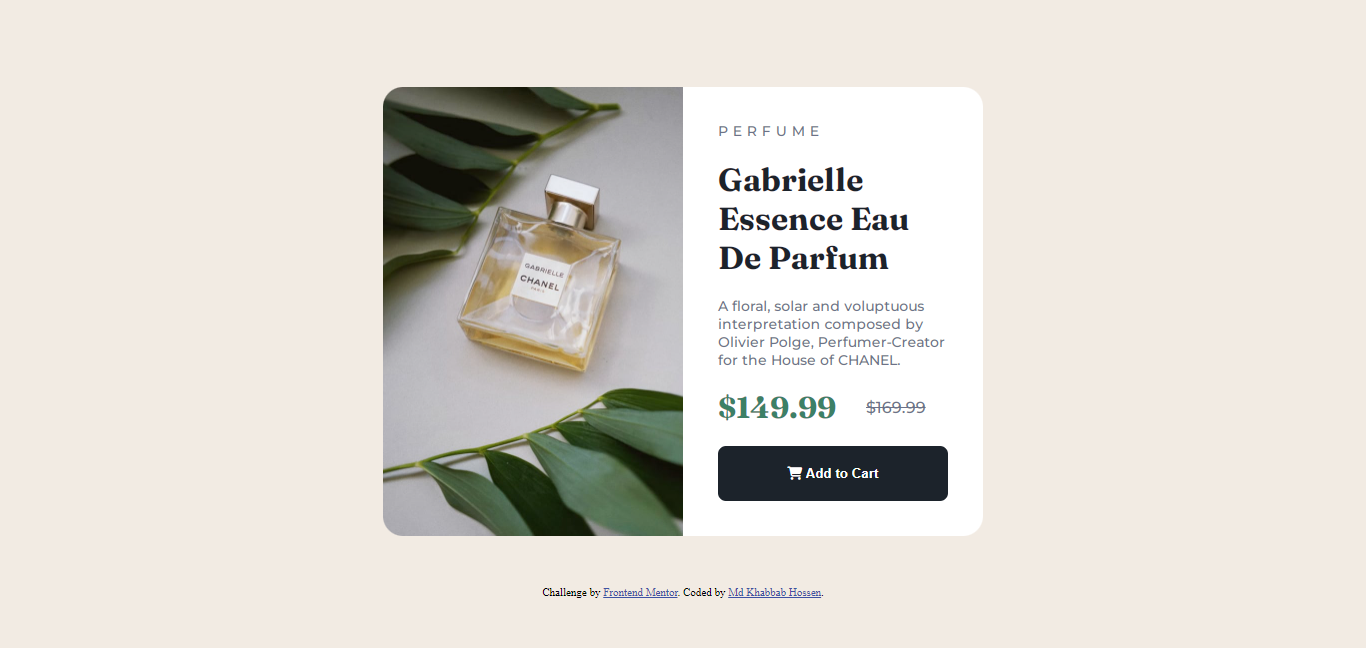 PERFUME
Gabrielle
Essence Eau
De Parfum
GABRIELLE
CHANEL
PARIS
A floral, solar and voluptuous
interpretation composed by
Olivier Polge, Perfumer-Creator
for the House of CHANEL.
$149.99 $169.99
Add to Cart
Challenge by Frontend Mentor. Coded by Md Khabbab Hossen.